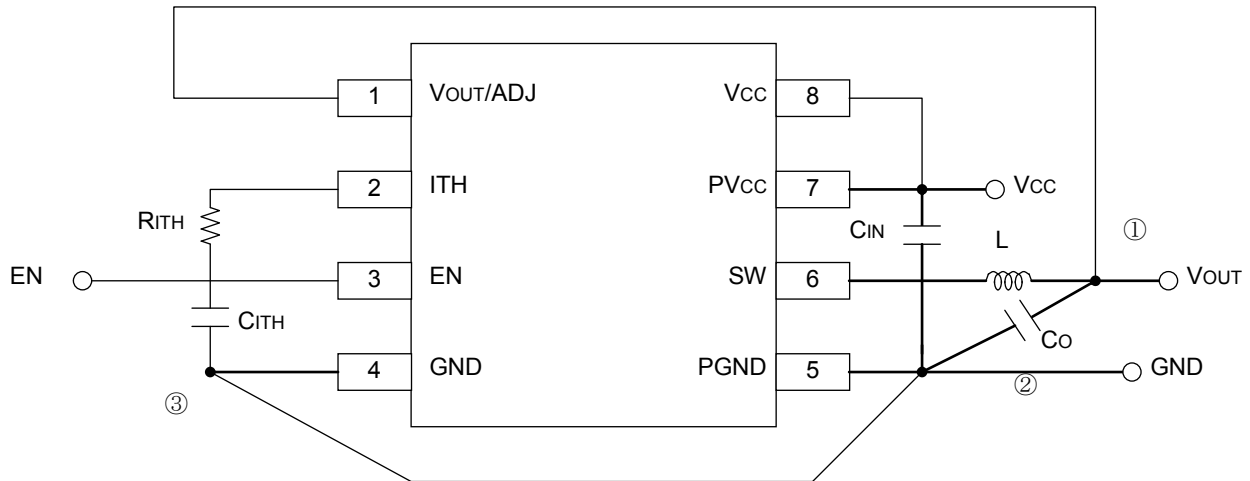 1 VOUT/ADJ VCC 8
2 ITH PVCC 7 VCC
RITH CIN L ①
EN 3 EN SW 6 VOUT
CITH CO
4 GND PGND 5 GND
③ ②